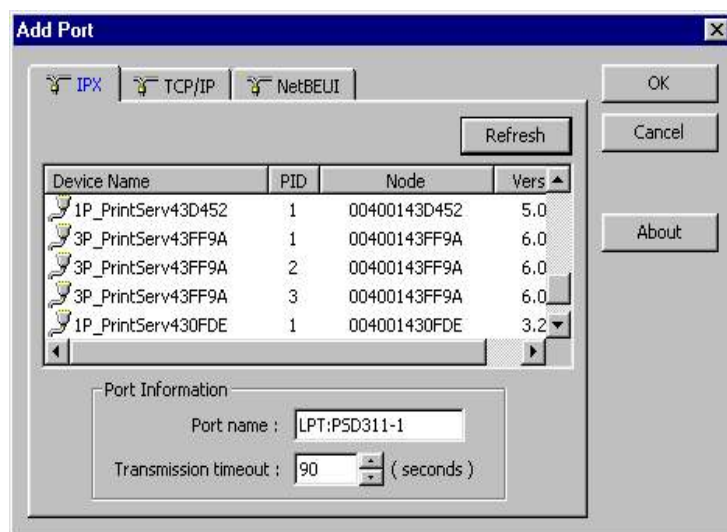 Add Port
IPX TCP/IP NetBEUI
OK
Refresh
Cancel
Device Name PID Node Vers
1P_PrintServ43D452 1 00400143D452 5.0
3P_PrintServ43FF9A 1 00400143FF9A 6.0
About
3P_PrintServ43FF9A 2 00400143FF9A 6.0
3P_PrintServ43FF9A 3 00400143FF9A 6.0
1P_PrintServ430FDE 1 004001430FDE 3.2
Port Information
Port name : LPT:PSD311-1
Transmission timeout : 90 ( seconds )